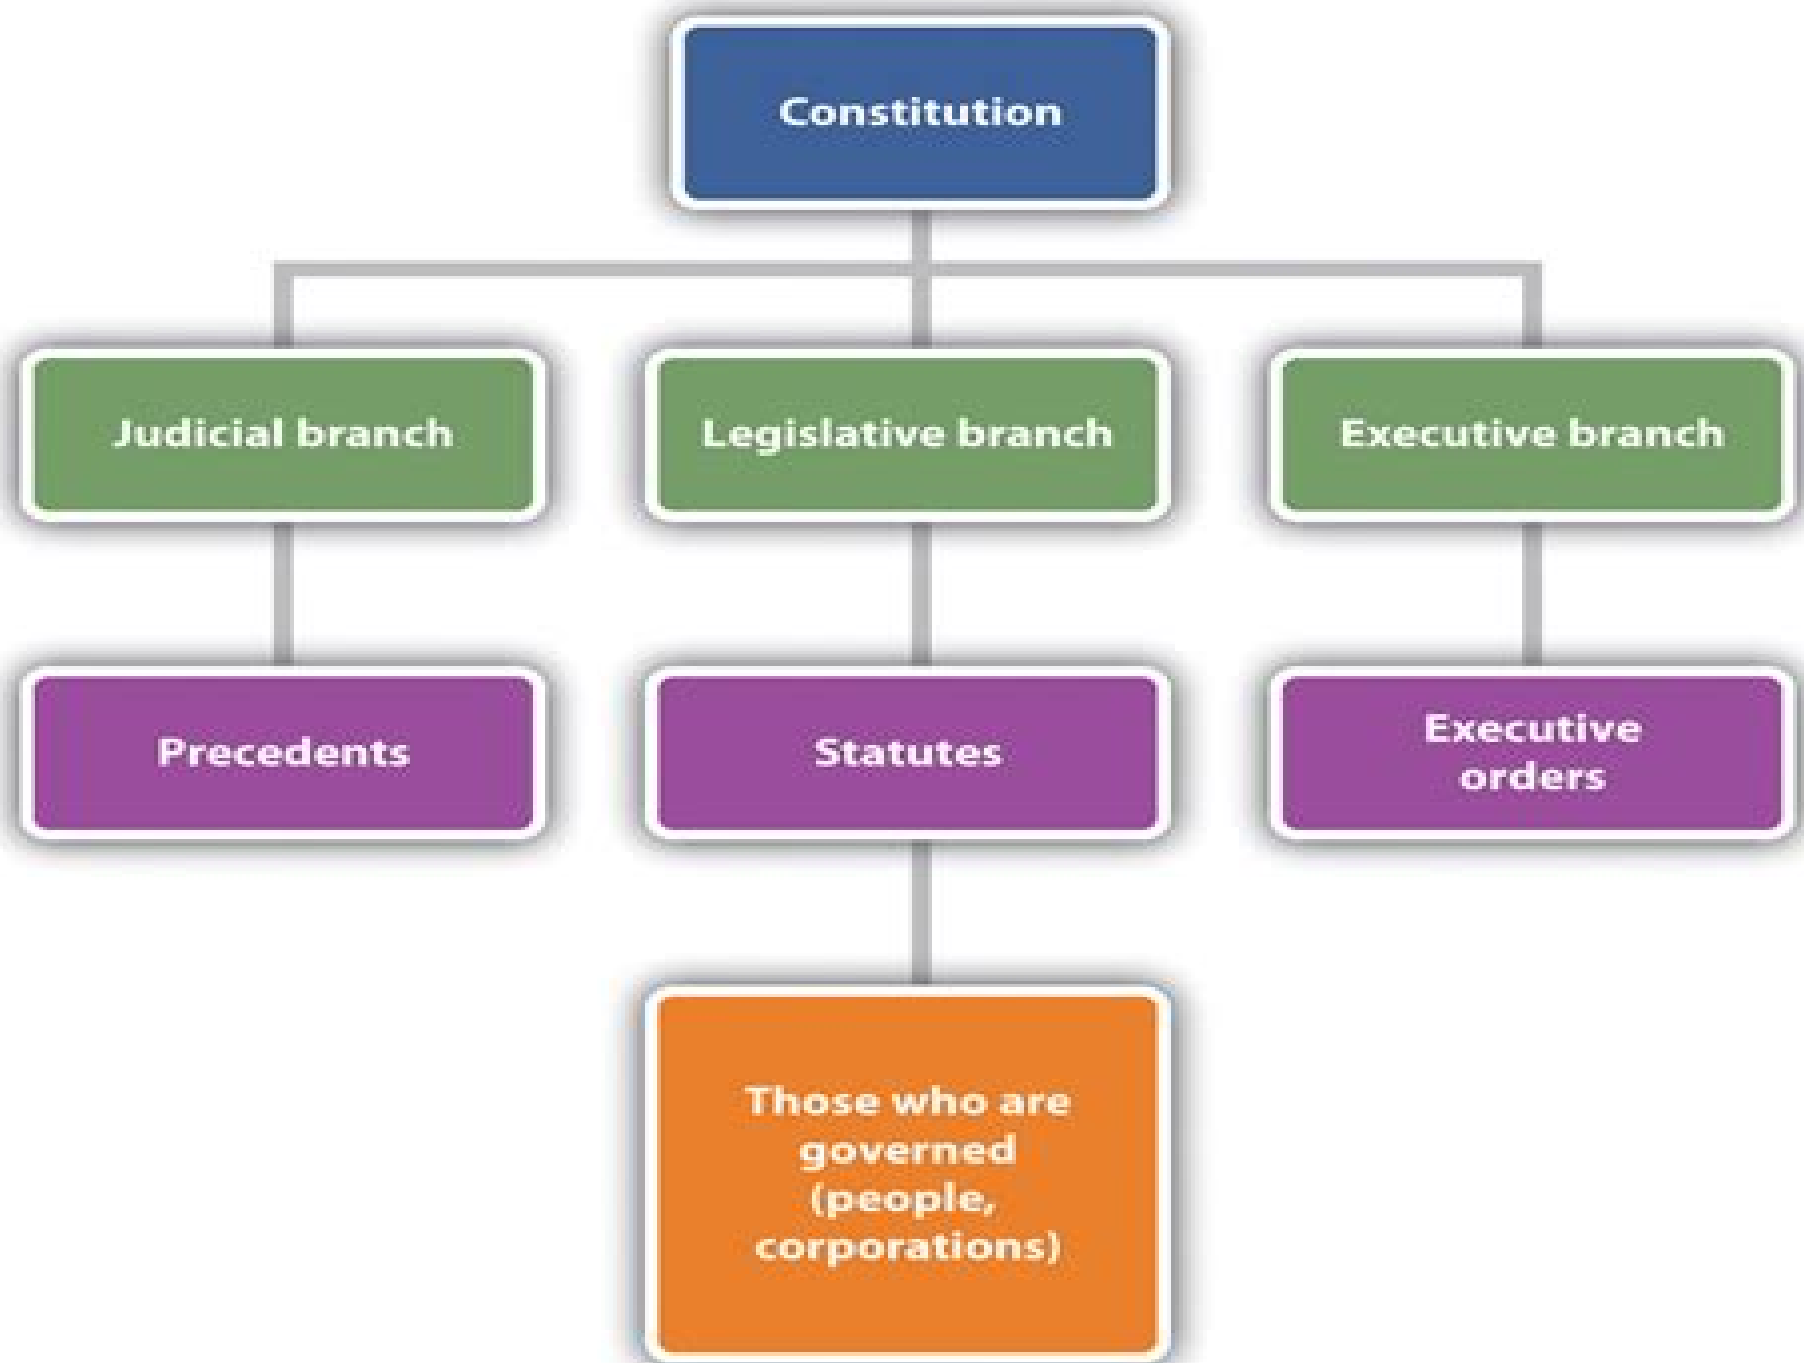 Constitution
Judicial branch
Legislative branch
Executive branch
Precedents
Statutes
Executive
orders
Those who are
governed
(people,
corporations)